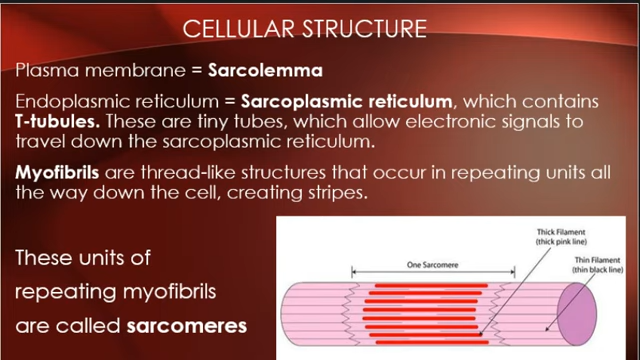 CELLULAR STRUCTURE
Plasma membrane = Sarcolemma
Endoplasmic reticulum = Sarcoplasmic reticulum, which contains
T-tubules. These are tiny tubes, which allow electronic signals to
travel down the sarcoplasmic reticulum.
Myofibrils are thread-like structures that occur in repeating units all
the way down the cell, creating stripes.
These units of
repeating myofibrils
are called sarcomeres
One Sarcomere
Thick Filament
(thick pink line)
Thin Filament
(thin black line)